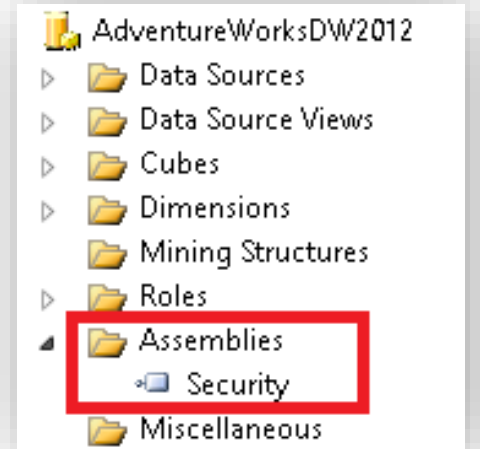 AdventureWorksDW2012
Data Sources
Data Source Views
Cubes
Dimensions
Mining Structures
Roles
Assemblies
Security
Miscellaneous